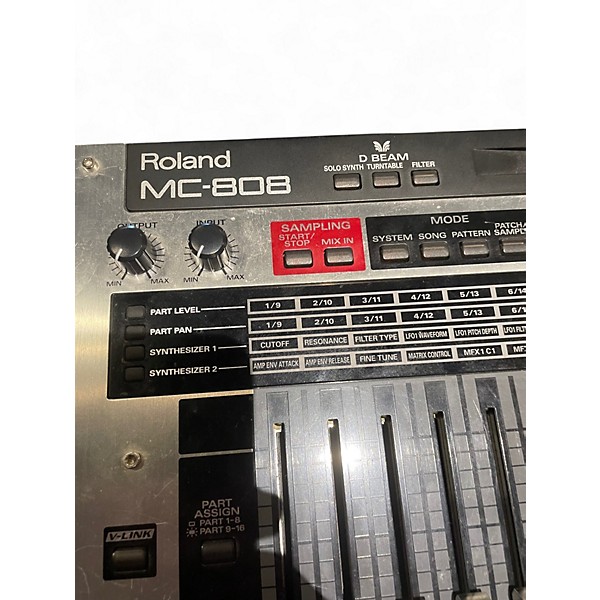 Roland
MC-808
D BEAM
SOLO SYNTH TURNTABLE FILTER
OUTPUT INPUT
MIN MAX MIN MAX
SAMPLING
START/
STOP MIX IN
MODE
SYSTEM SONG PATTERN PATCH/
PART LEVEL 1/9 2/10 3/11 4/12 5/13
PART PAN 1/9 2/10 3/11 4/12 5/13
SYNTHESIZER 1 CUTOFF RESONANCE FILTER TYPE LFO1 WAVEFORM LFO1 PITCH DEPTH
SYNTHESIZER 2 AMP ENV ATTACK AMP ENV RELEASE FINE TUNE MATRIX CONTROL MFX1 C1
PART
ASSIGN
PART 1-8
PART 9-16
V-LINK